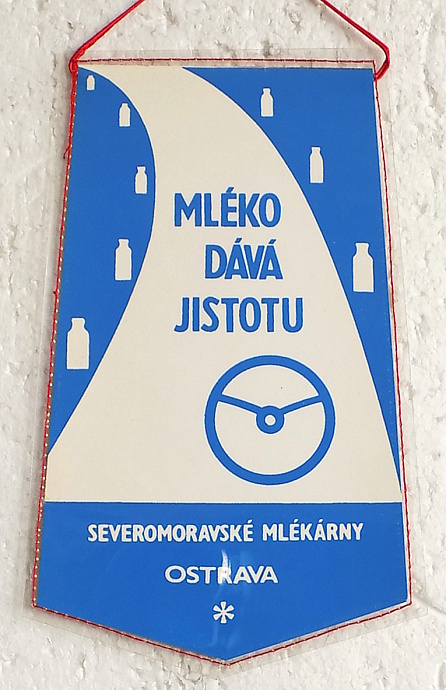 MLÉKO
DÁVÁ
JISTOTU
SEVEROMORAVSKÉ MLÉKÁRNY
OSTRAVA